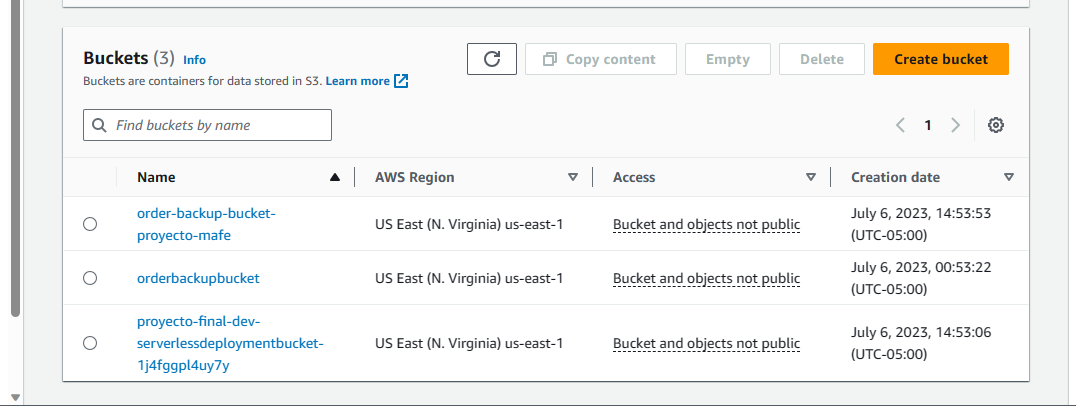 Buckets (3) Info
Buckets are containers for data stored in S3. Learn more
Copy content
Empty
Delete
Create bucket
Find buckets by name
1
Name
AWS Region
Access
Creation date
order-backup-bucket-
proyecto-mafe
US East (N. Virginia) us-east-1
Bucket and objects not public
July 6, 2023, 14:53:53
(UTC-05:00)
orderbackupbucket
US East (N. Virginia) us-east-1
Bucket and objects not public
July 6, 2023, 00:53:22
(UTC-05:00)
proyecto-final-dev-
serverlessdeploymentbucket-
1j4fggpl4uy7y
US East (N. Virginia) us-east-1
Bucket and objects not public
July 6, 2023, 14:53:06
(UTC-05:00)